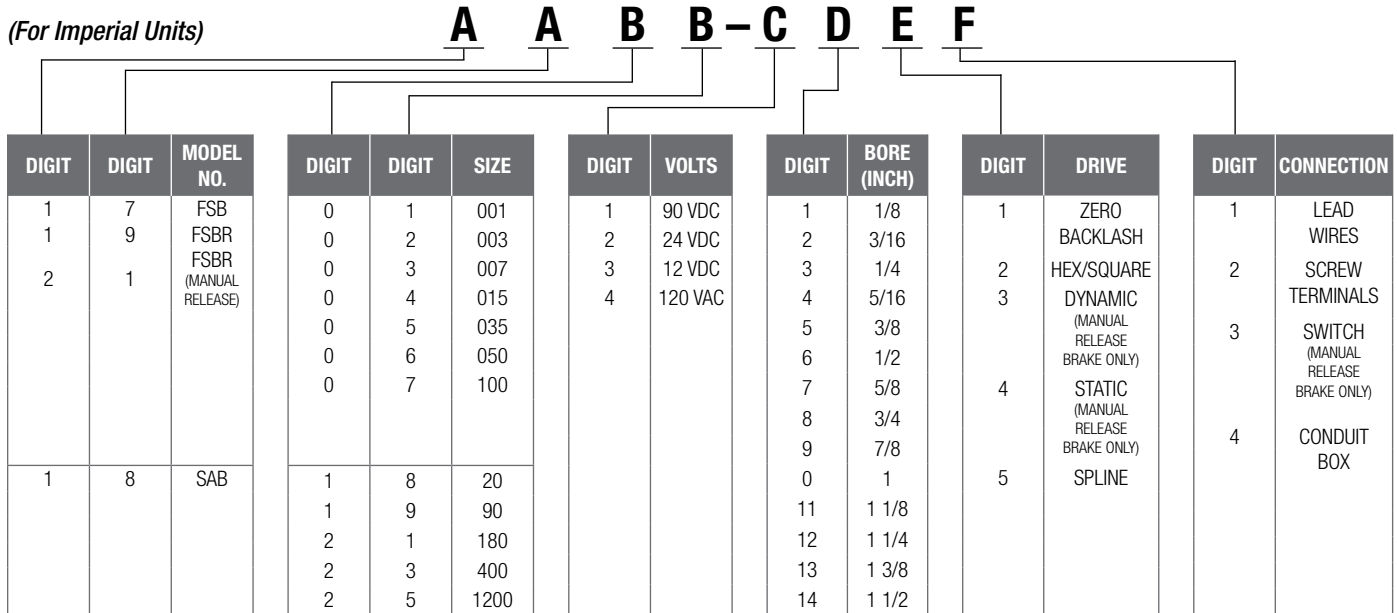 (For Imperial Units) A A B B – C D E F
DIGIT DIGIT MODEL NO.
1 7 FSB
1 9 FSBR
2 1 FSBR (MANUAL RELEASE)
1 8 SAB
DIGIT DIGIT SIZE
0 1 001
0 2 003
0 3 007
0 4 015
0 5 035
0 6 050
0 7 100
1 8 20
1 9 90
2 1 180
2 3 400
2 5 1200
DIGIT VOLTS
1 90 VDC
2 24 VDC
3 12 VDC
4 120 VAC
DIGIT BORE (INCH)
1 1/8
2 3/16
3 1/4
4 5/16
5 3/8
6 1/2
7 5/8
8 3/4
9 7/8
0 1
11 1 1/8
12 1 1/4
13 1 3/8
14 1 1/2
DIGIT DRIVE
1 ZERO
BACKLASH
2 HEX/SQUARE
3 DYNAMIC
(MANUAL
RELEASE
BRAKE ONLY)
4 STATIC
(MANUAL
RELEASE
BRAKE ONLY)
5 SPLINE
DIGIT CONNECTION
1 LEAD
WIRES
2 SCREW
TERMINALS
3 SWITCH
(MANUAL
RELEASE
BRAKE ONLY)
4 CONDUIT
BOX